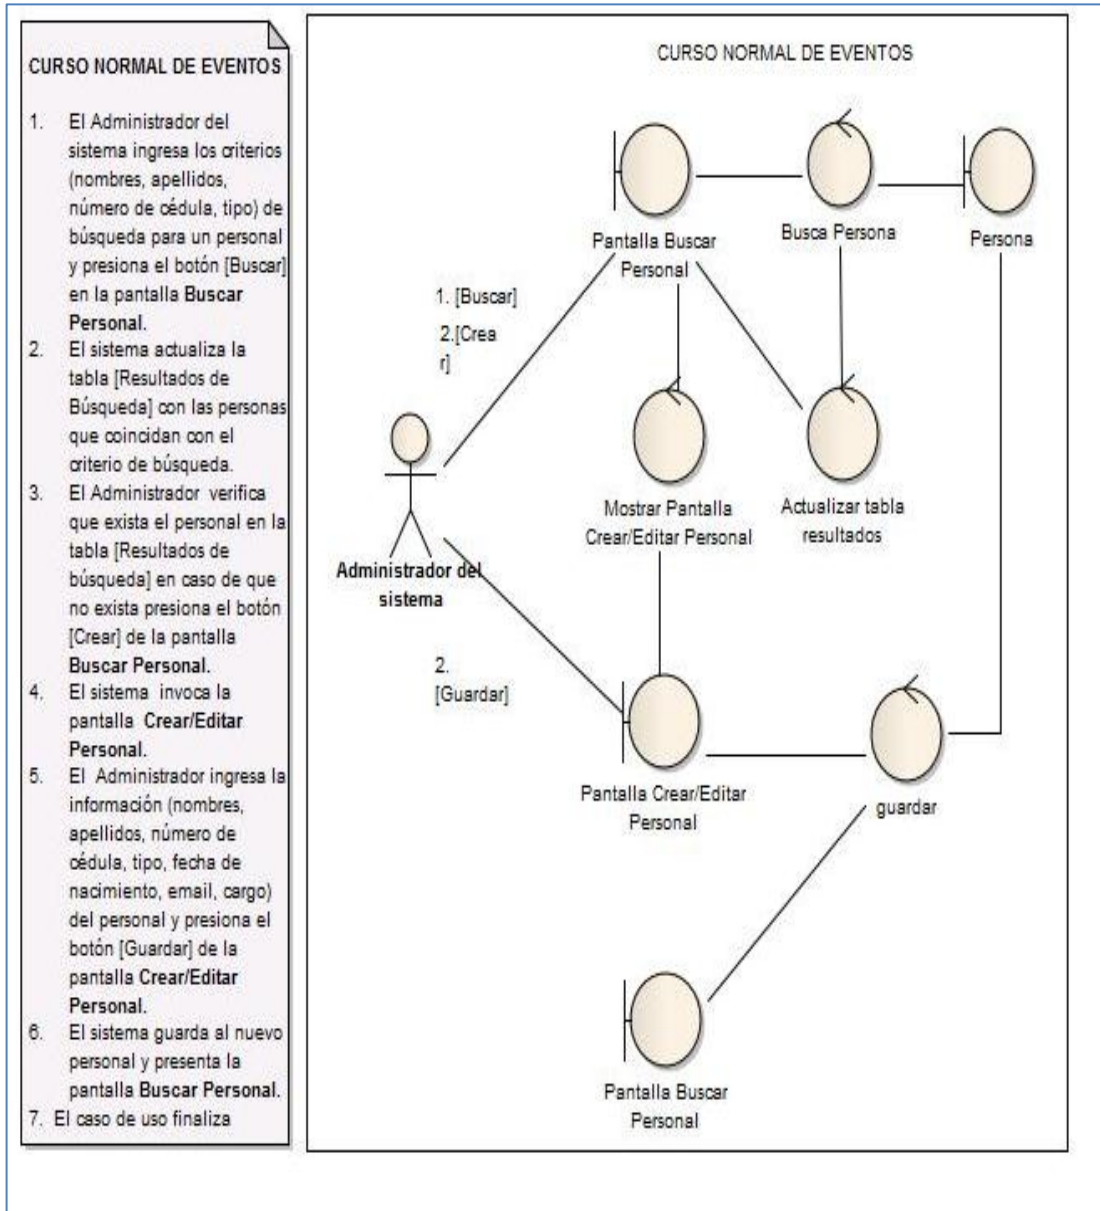 CURSO NORMAL DE EVENTOS
1. El Administrador del
sistema ingresa los criterios
(nombres, apellidos,
número de cédula, tipo) de
búsqueda para un personal
y presiona el botón [Buscar]
en la pantalla Buscar
Personal.
2. El sistema actualiza la
tabla [Resultados de
Búsqueda] con las personas
que coincidan con el
criterio de búsqueda.
3. El Administrador verifica
que exista el personal en la
tabla [Resultados de
búsqueda] en caso de que
no exista presiona el botón
[Crear] de la pantalla
Buscar Personal.
4. El sistema invoca la
pantalla Crear/Editar
Personal.
5. El Administrador ingresa la
información (nombres,
apellidos, número de
cédula, tipo, fecha de
nacimiento, email, cargo)
del personal y presiona el
botón [Guardar] de la
pantalla Crear/Editar
Personal.
6. El sistema guarda al nuevo
personal y presenta la
pantalla Buscar Personal.
7. El caso de uso finaliza
CURSO NORMAL DE EVENTOS
Pantalla Buscar
Personal
Busca Persona
Persona
1. [Buscar]
2.[Crea
r]
Mostrar Pantalla
Crear/Editar Personal
Actualizar tabla
resultados
Administrador del
sistema
2.
[Guardar]
Pantalla Crear/Editar
Personal
guardar
Pantalla Buscar
Personal